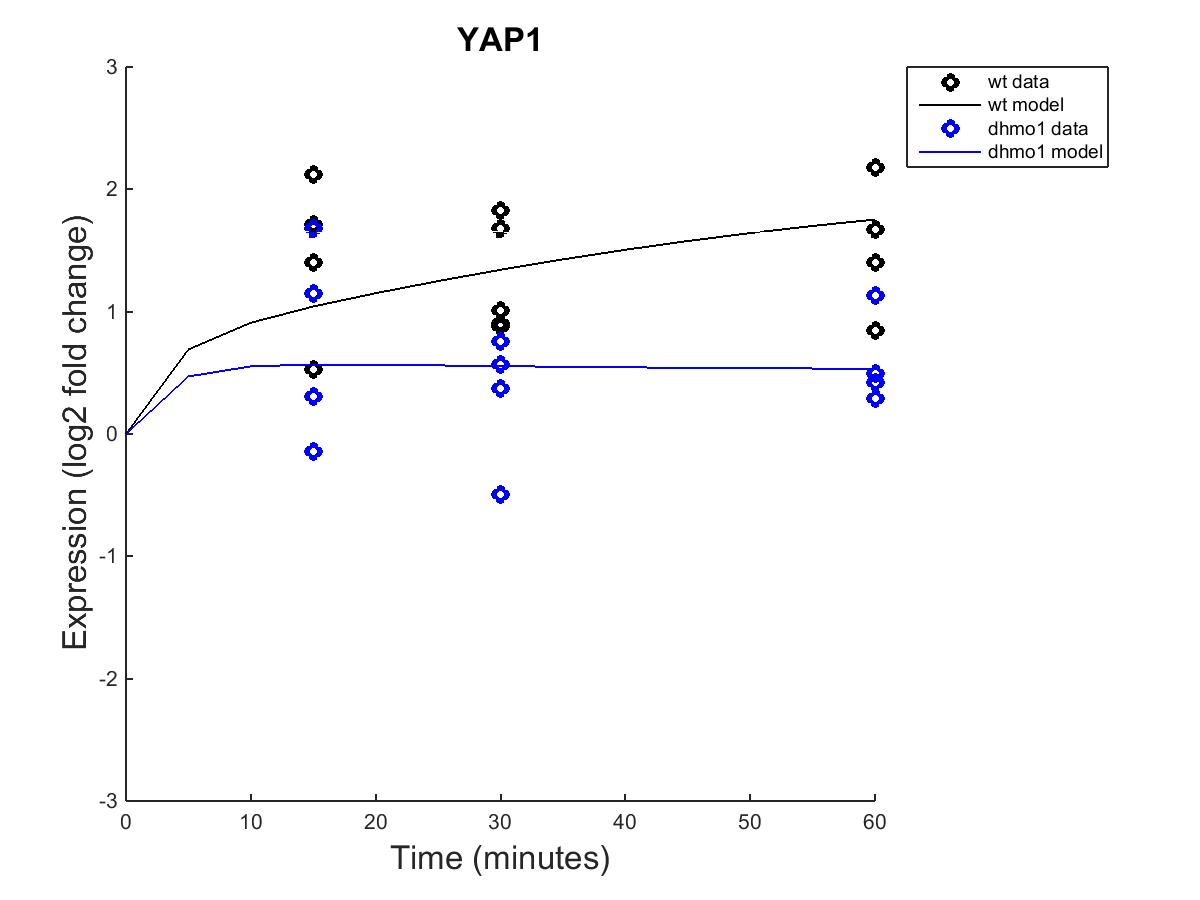 YAP1
3
2
1
0
-1
-2
-3
Expression (log2 fold change)
0 10 20 30 40 50 60
Time (minutes)
wt data
wt model
dhmo1 data
dhmo1 model